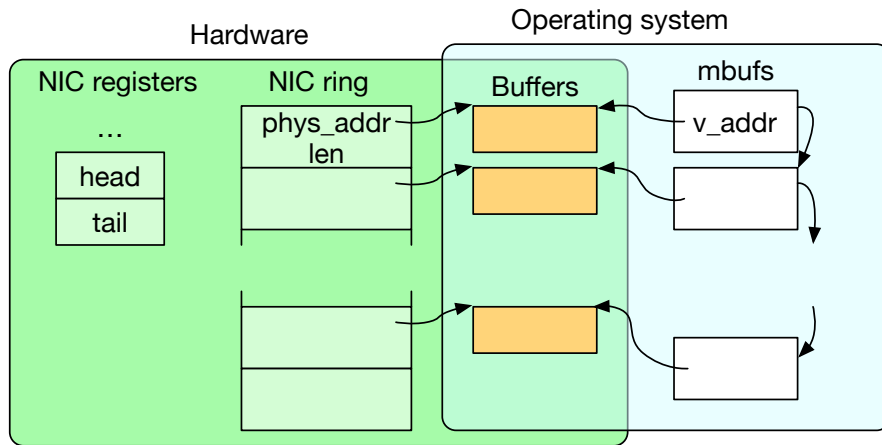 Hardware
Operating system
NIC registers
NIC ring
Buffers
mbufs
...
phys_addr
len
v_addr
head
tail